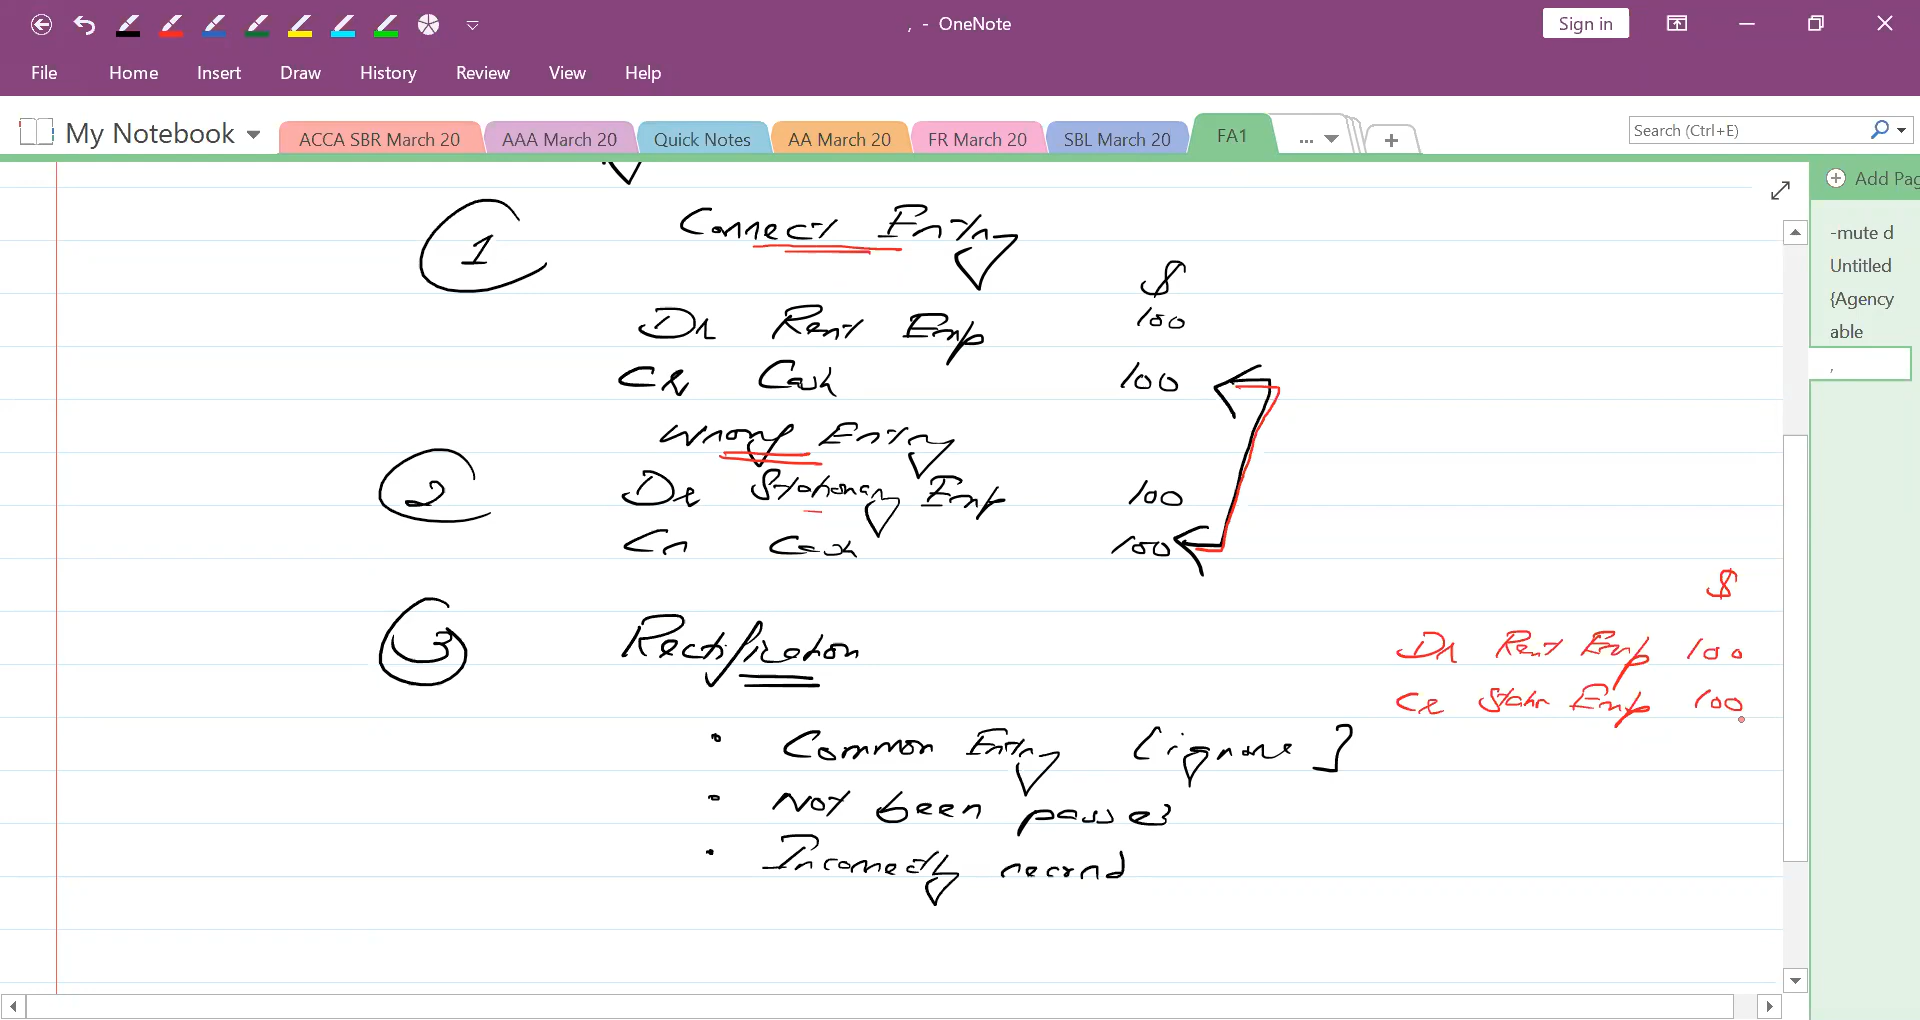 , - OneNote
Sign in
File Home Insert Draw History Review View Help
My Notebook
ACCA SBR March 20 AAA March 20 Quick Notes AA March 20 FR March 20 SBL March 20 FA1 ...
Search (Ctrl+E)
Add Pag
-mute d
Untitled
{Agency
able
,
1 Correct Entry
$
Dr Rent Exp 100
Cr Cash 100
Wrong Entry
2 Dr Stationary Exp 100
Cr Cash 100
3 Rectification
$
Dr Rent Exp 100
Cr Statn Exp 100
• Common Entry [ignore]
• Not been passed
• Incorrectly record